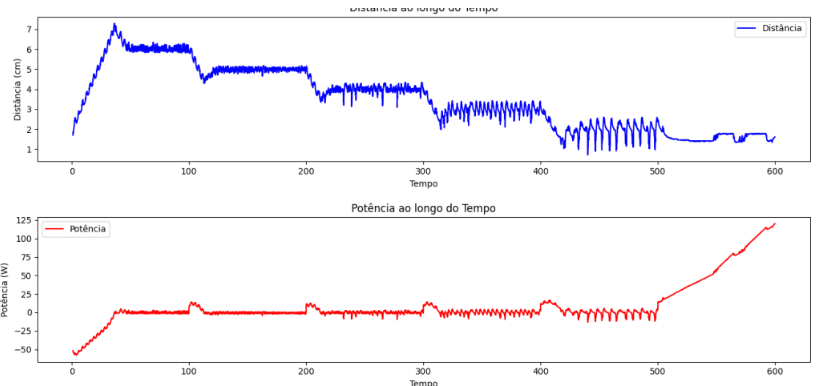 Distância ao longo do Tempo
Distância
7
6
5
4
3
2
1
Distância (cm)
0 100 200 300 400 500 600
Tempo
Potência ao longo do Tempo
Potência
125
100
75
50
25
0
−25
−50
Potência (W)
0 100 200 300 400 500 600
Tempo